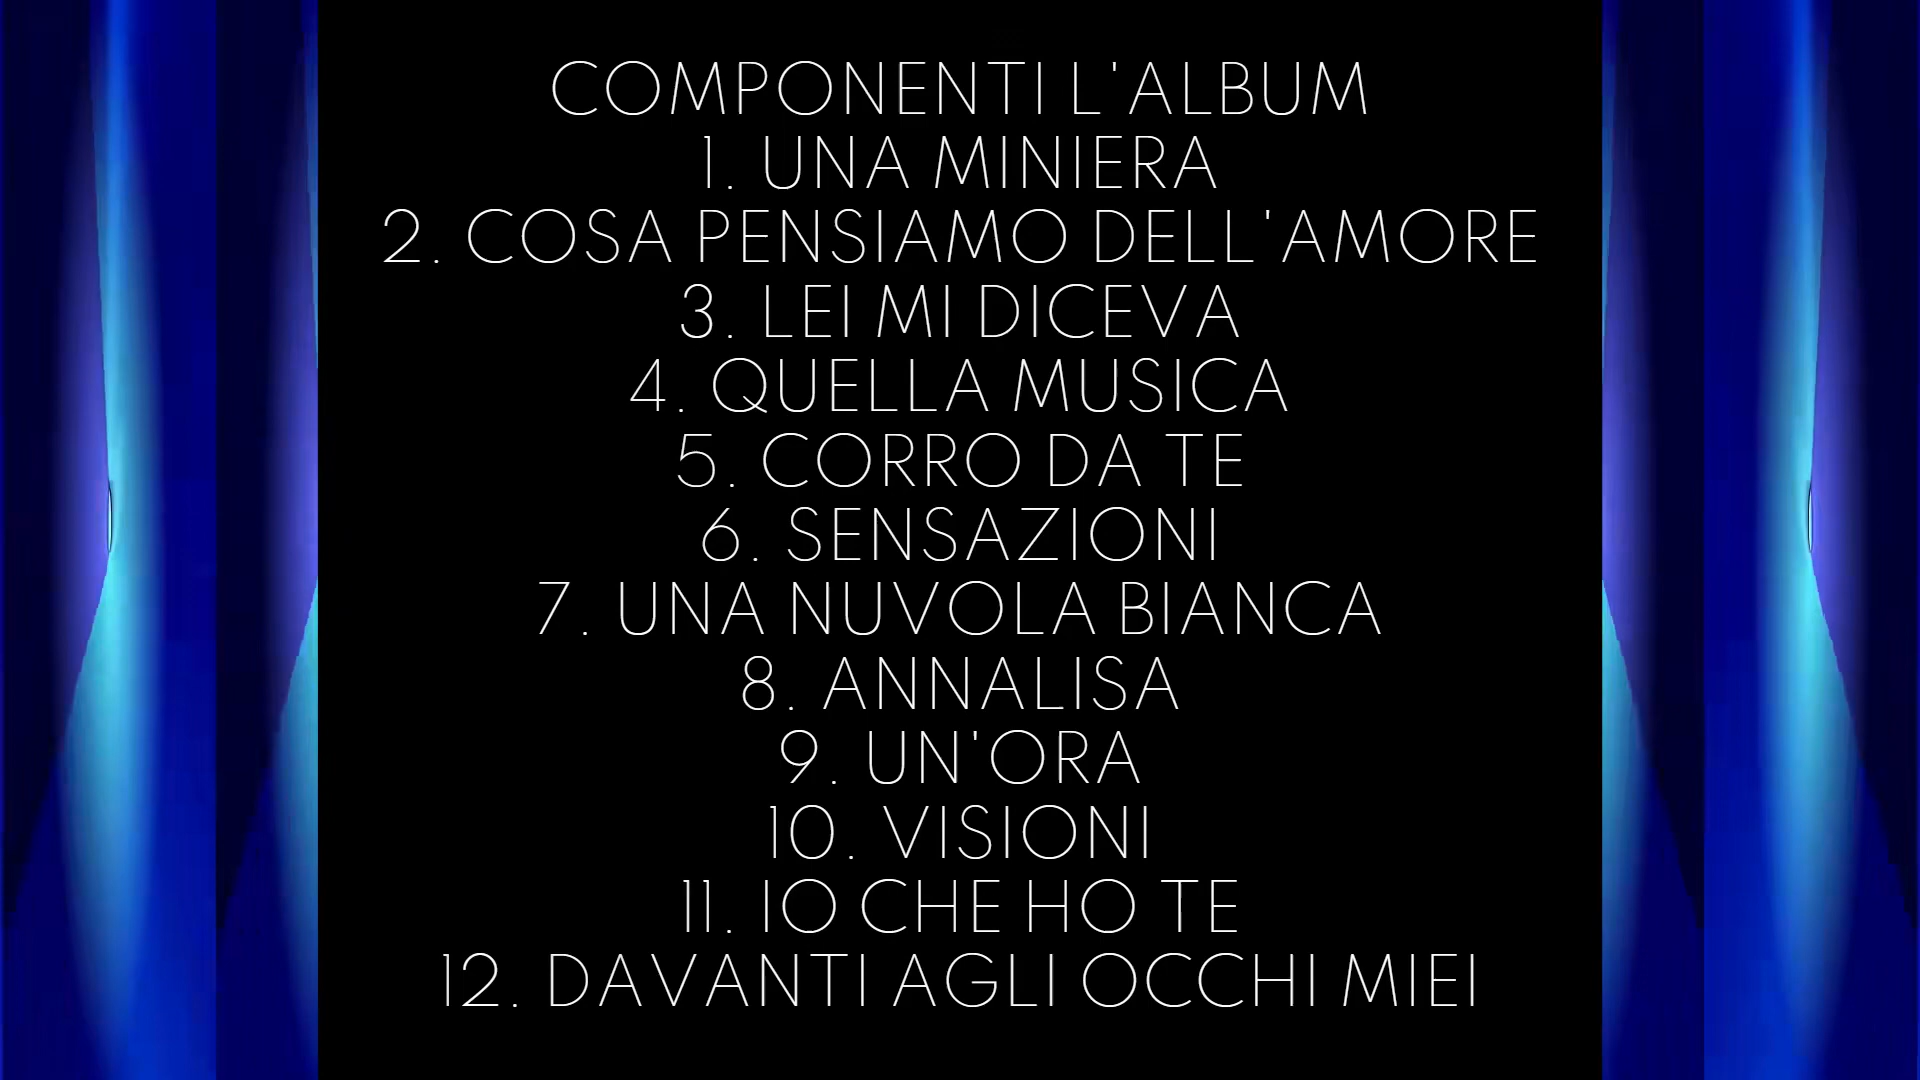 COMPONENTI L'ALBUM
1. UNA MINIERA
2. COSA PENSIAMO DELL'AMORE
3. LEI MI DICEVA
4. QUELLA MUSICA
5. CORRO DA TE
6. SENSAZIONI
7. UNA NUVOLA BIANCA
8. ANNALISA
9. UN'ORA
10. VISIONI
11. IO CHE HO TE
12. DAVANTI AGLI OCCHI MIEI